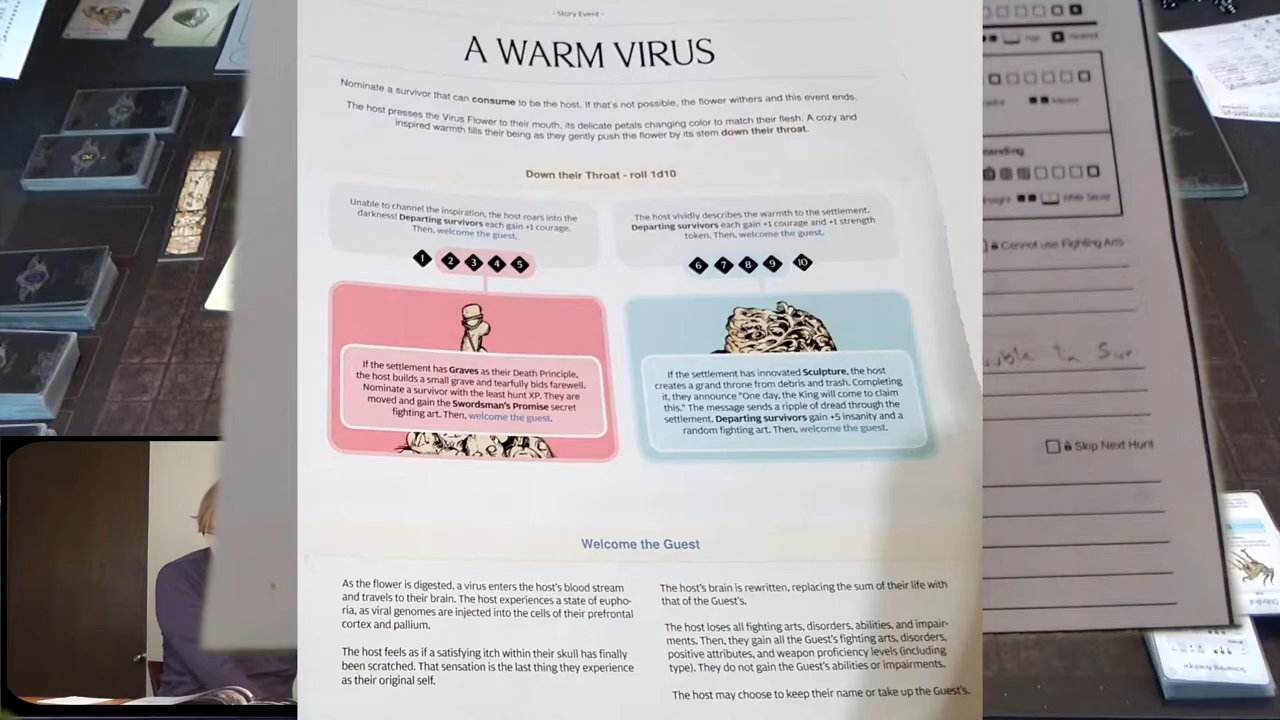 - Story Event -
A WARM VIRUS
Nominate a survivor that can consume to be the host. If that's not possible, the flower withers and this event ends.
The host presses the Virus Flower to their mouth, its delicate petals changing color to match their flesh. A cozy and
inspired warmth fills their being as they gently push the flower by its stem down their throat.
Down their Throat - roll 1d10
Unable to channel the inspiration, the host roars into the
darkness! Departing survivors each gain +1 courage.
Then, welcome the guest.
1 2 3 4 5
If the settlement has Graves as their Death Principle,
the host builds a small grave and tearfully bids farewell.
Nominate a survivor with the least hunt XP. They are
moved and gain the Swordsman's Promise secret
fighting art. Then, welcome the guest.
The host vividly describes the warmth to the settlement.
Departing survivors each gain +1 courage and +1 strength
token. Then, welcome the guest.
6 7 8 9 10
If the settlement has innovated Sculpture, the host
creates a grand throne from debris and trash. Completing
it, they announce "One day, the King will come to claim
this." The message sends a ripple of dread through the
settlement. Departing survivors gain +5 insanity and a
random fighting art. Then, welcome the guest.
Welcome the Guest
As the flower is digested, a virus enters the host's blood stream
and travels to their brain. The host experiences a state of eupho-
ria, as viral genomes are injected into the cells of their prefrontal
cortex and pallium.
The host feels as if a satisfying itch within their skull has finally
been scratched. That sensation is the last thing they experience
as their original self.
The host's brain is rewritten, replacing the sum of their life with
that of the Guest's.
The host loses all fighting arts, disorders, abilities, and impair-
ments. Then, they gain all the Guest's fighting arts, disorders,
positive attributes, and weapon proficiency levels (including
type). They do not gain the Guest's abilities or impairments.
The host may choose to keep their name or take up the Guest's.
Cannot use Fighting Arts
Skip Next Hunt
White Secret